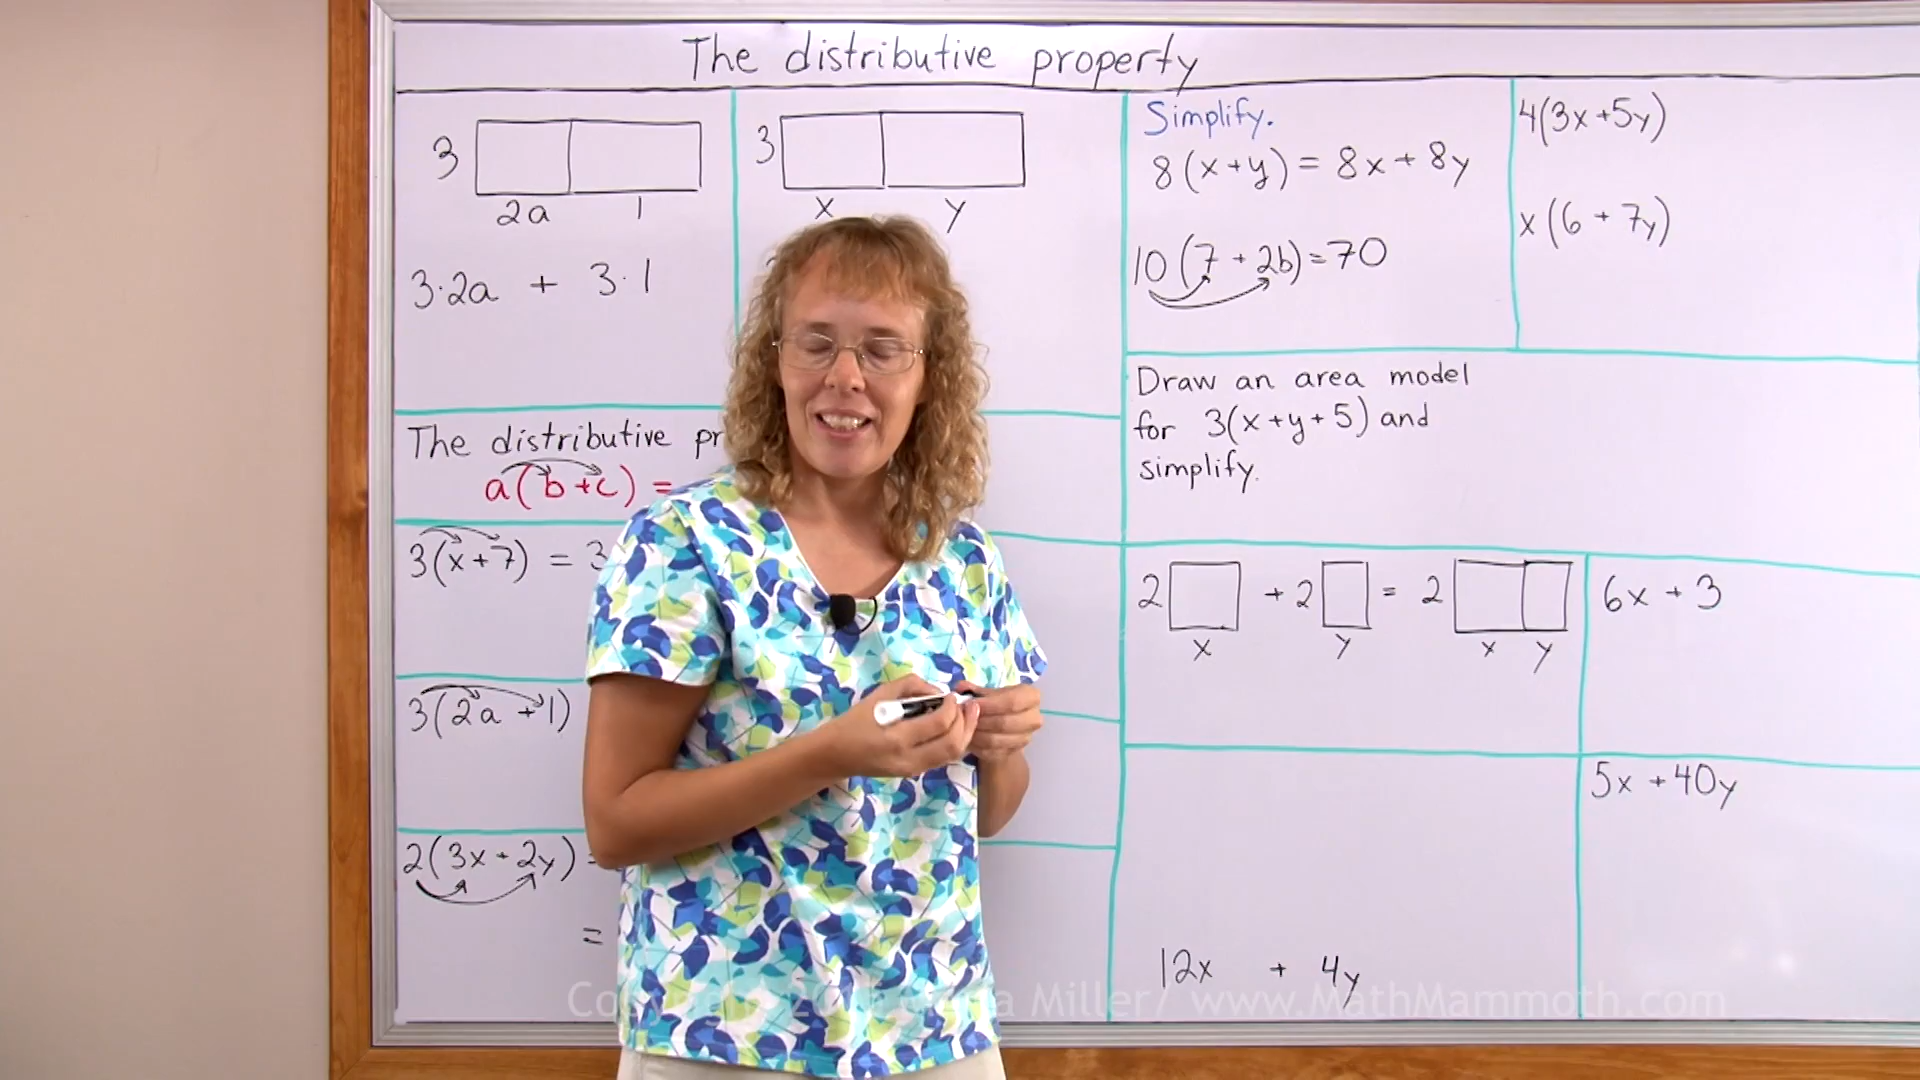 The distributive property
3
2a 1
3·2a + 3·1
3
x y
The distributive
a(b+c) =
3(x+7) = 3
3(2a+1)
2(3x+2y) =
=
Simplify.
8(x+y) = 8x + 8y
10(7 + 2b) = 70
4(3x+5y)
x(6 + 7y)
Draw an area model
for 3(x+y+5) and
simplify.
2 + 2 = 2
x y x y
6x + 3
12x + 4y
5x + 40y
Miller/ www.MathMammoth.com